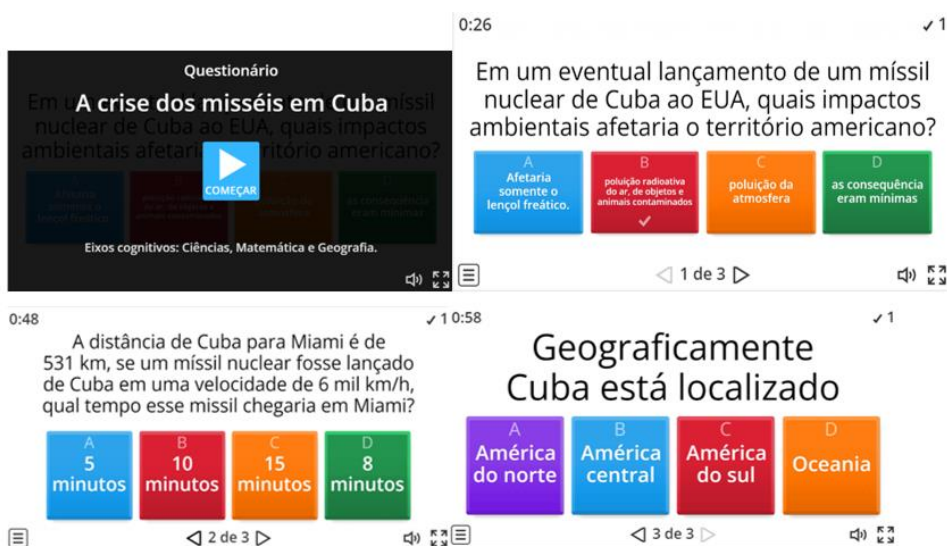 Questionário
A crise dos misséis em Cuba
COMEÇAR
Eixos cognitivos: Ciências, Matemática e Geografia.
0:26
✓ 1
Em um eventual lançamento de um míssil
nuclear de Cuba ao EUA, quais impactos
ambientais afetaria o território americano?
A
Afetaria
somente o
lençol freático.
B
poluição radioativa
do ar, de objetos e
animais contaminados
C
poluição da
atmosfera
D
as consequência
eram mínimas
1 de 3
0:48
✓ 1
A distância de Cuba para Miami é de
531 km, se um míssil nuclear fosse lançado
de Cuba em uma velocidade de 6 mil km/h,
qual tempo esse missil chegaria em Miami?
A
5
minutos
B
10
minutos
C
15
minutos
D
8
minutos
2 de 3
0:58
✓ 1
Geograficamente
Cuba está localizado
A
América
do norte
B
América
central
C
América
do sul
D
Oceania
3 de 3